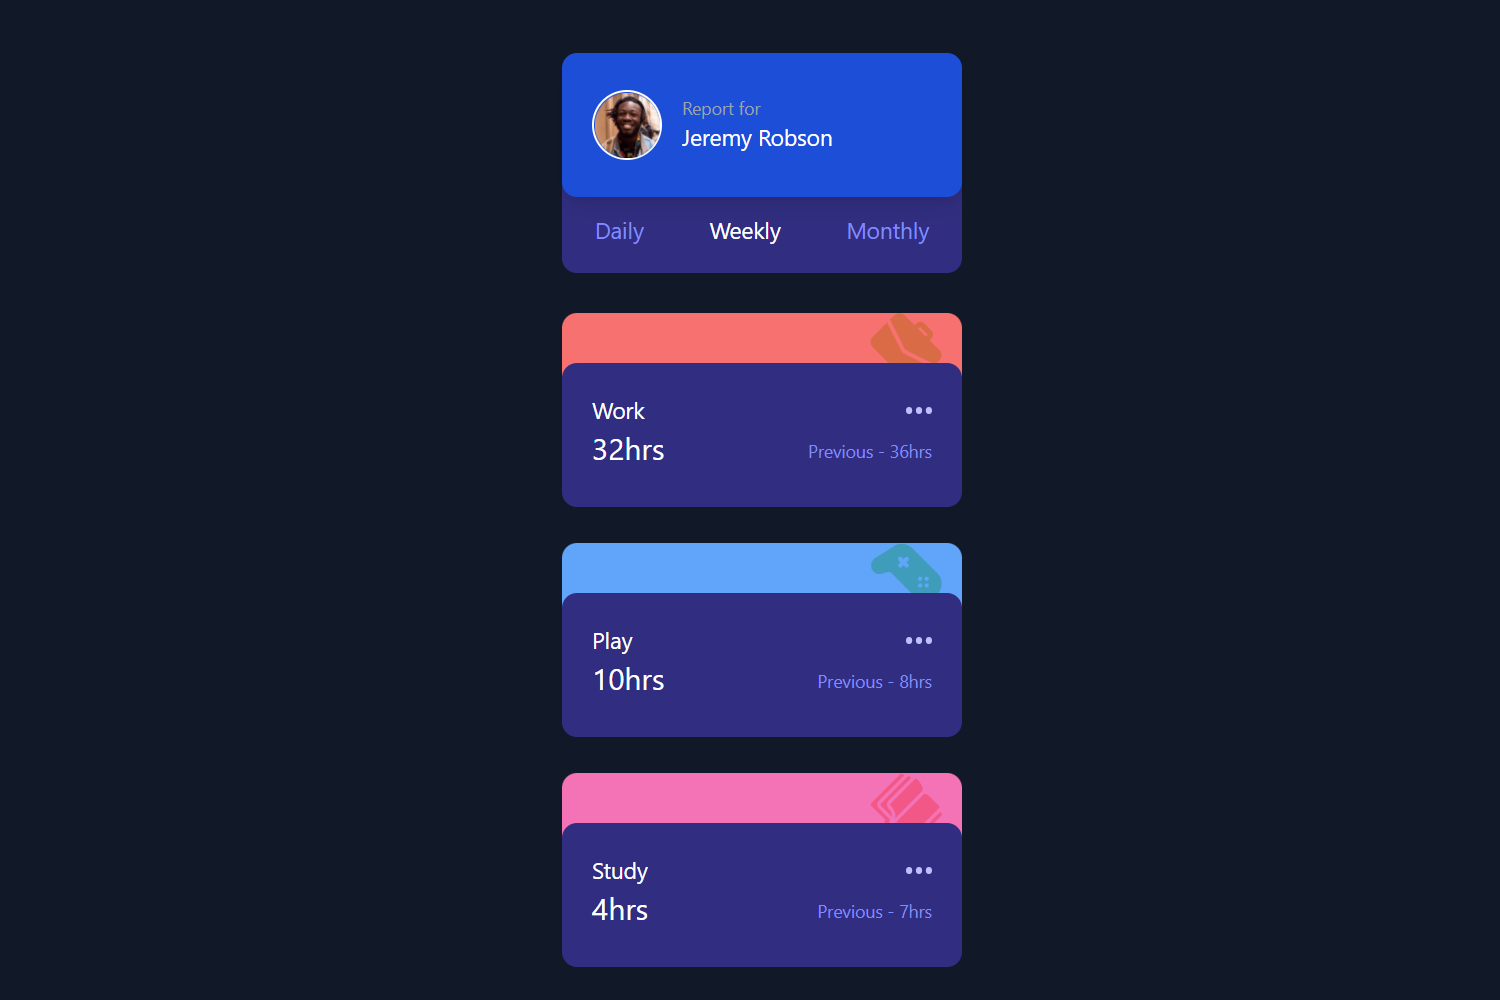 Report for
Jeremy Robson
Daily Weekly Monthly
Work
32hrs Previous - 36hrs
Play
10hrs Previous - 8hrs
Study
4hrs Previous - 7hrs